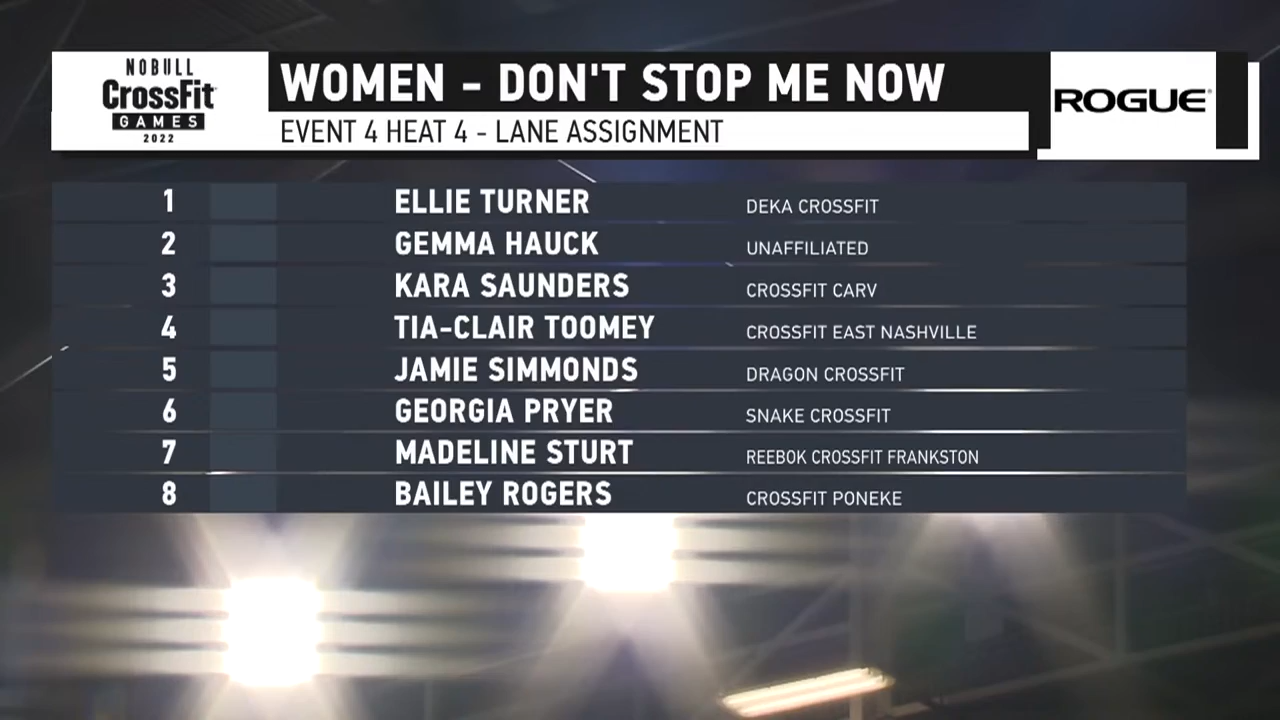 NOBULL
CrossFit
GAMES
2022
WOMEN - DON'T STOP ME NOW
EVENT 4 HEAT 4 - LANE ASSIGNMENT
ROGUE®
1 ELLIE TURNER DEKA CROSSFIT
2 GEMMA HAUCK UNAFFILIATED
3 KARA SAUNDERS CROSSFIT CARV
4 TIA-CLAIR TOOMEY CROSSFIT EAST NASHVILLE
5 JAMIE SIMMONDS DRAGON CROSSFIT
6 GEORGIA PRYER SNAKE CROSSFIT
7 MADELINE STURT REEBOK CROSSFIT FRANKSTON
8 BAILEY ROGERS CROSSFIT PONEKE